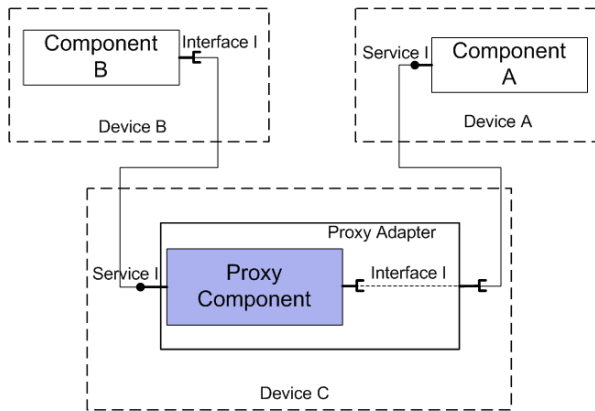 Component
B
Interface I
Device B
Service I
Component
A
Device A
Proxy Adapter
Service I
Proxy
Component
Interface I
Device C